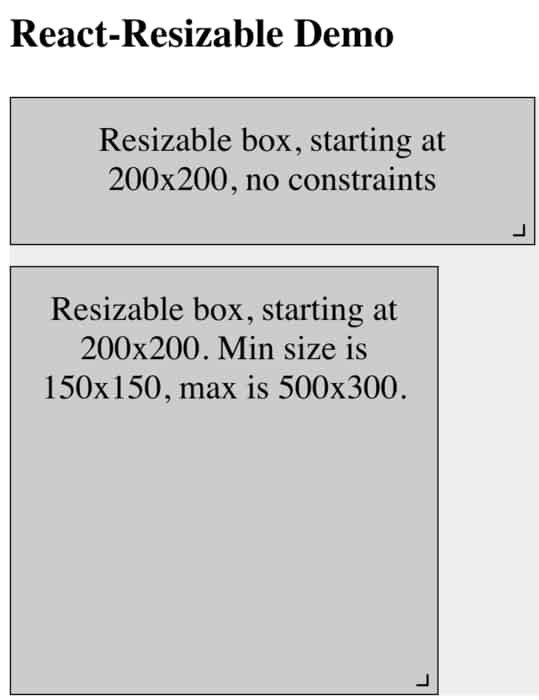 React-Resizable Demo
Resizable box, starting at
200x200, no constraints
Resizable box, starting at
200x200. Min size is
150x150, max is 500x300.